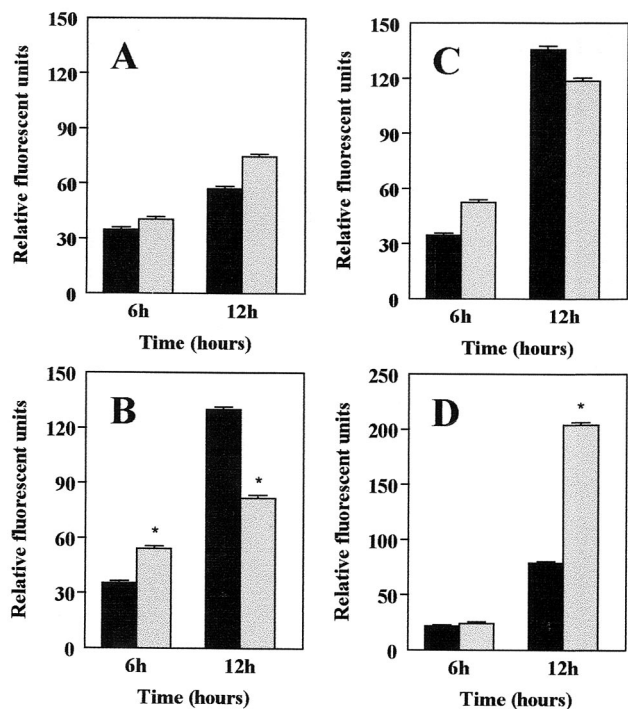 A
Relative fluorescent units
150
120
90
60
30
0
6h 12h
Time (hours)
C
Relative fluorescent units
150
120
90
60
30
0
6h 12h
Time (hours)
B
Relative fluorescent units
150
120
90
60
30
0
* *
6h 12h
Time (hours)
D
Relative fluorescent units
250
200
150
100
50
0
*
6h 12h
Time (hours)